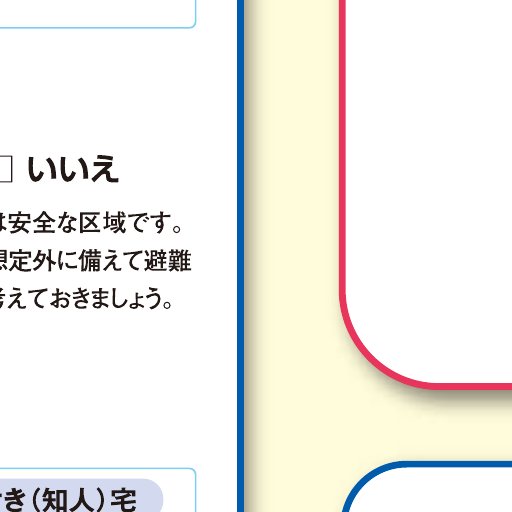 □ いいえ
は安全な区域です。
想定外に備えて避難
考えておきましょう。
き（知人）宅